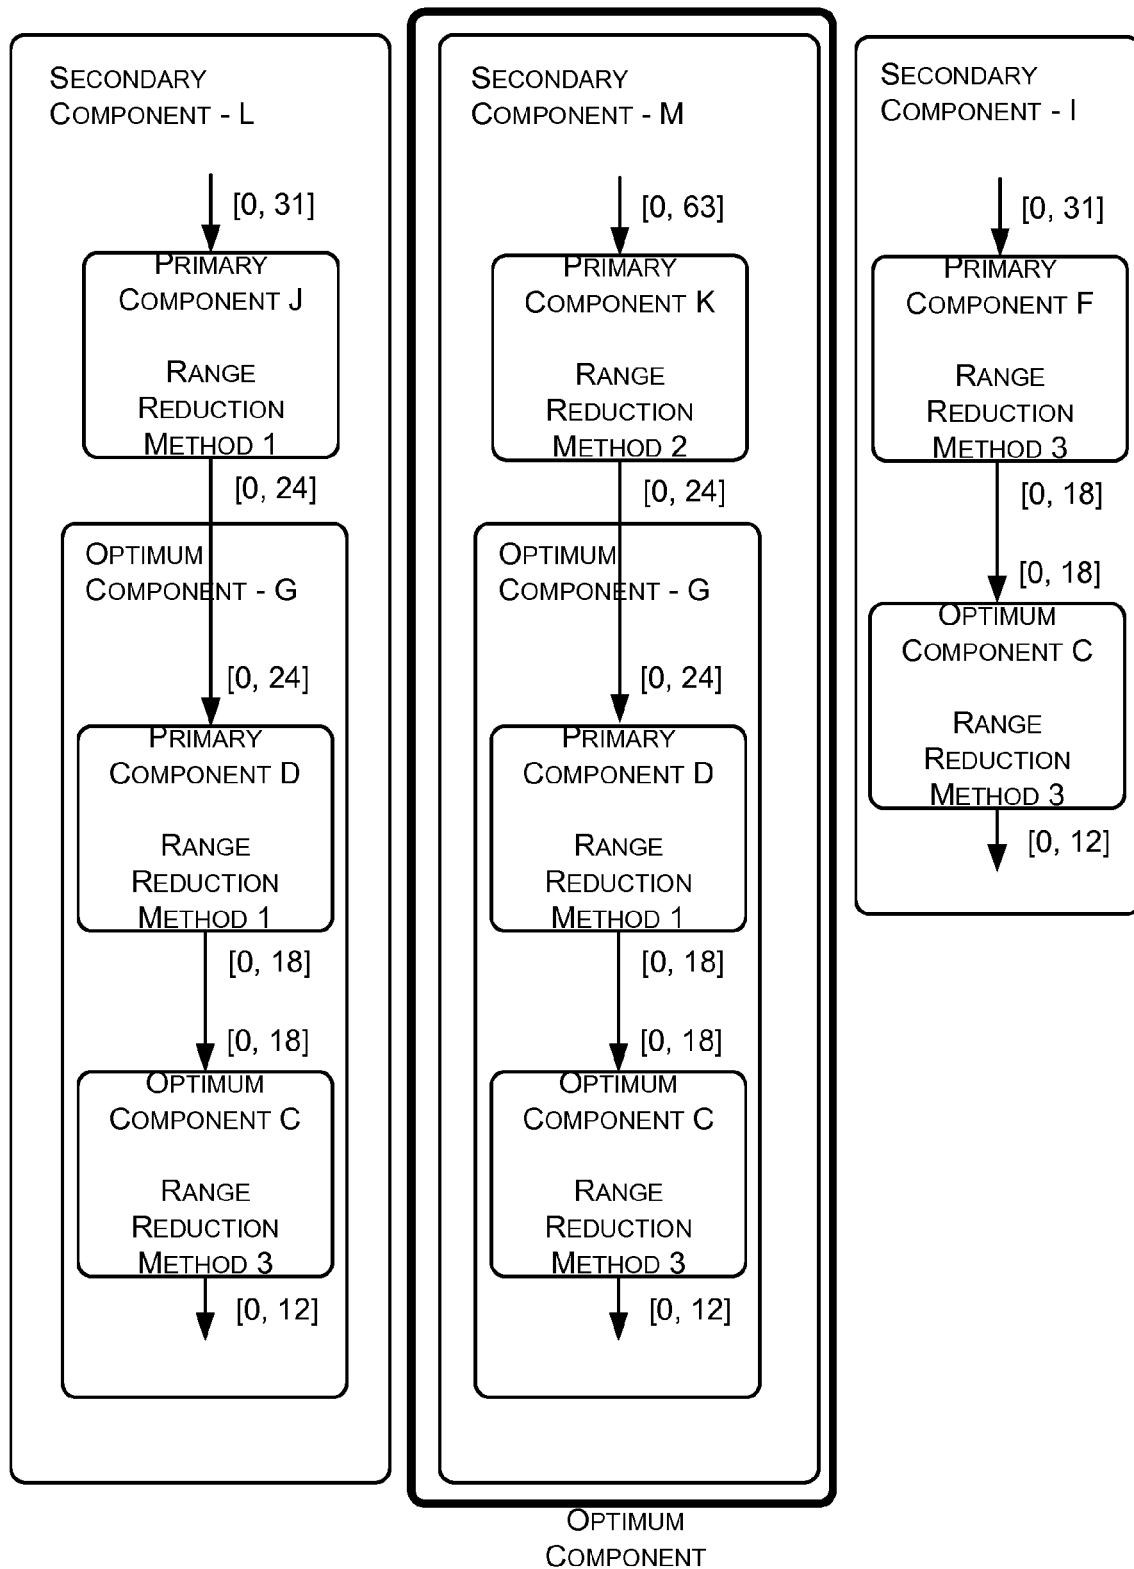 SECONDARY
COMPONENT - L
[0, 31]
PRIMARY
COMPONENT J
RANGE
REDUCTION
METHOD 1
[0, 24]
OPTIMUM
COMPONENT - G
[0, 24]
PRIMARY
COMPONENT D
RANGE
REDUCTION
METHOD 1
[0, 18]
[0, 18]
OPTIMUM
COMPONENT C
RANGE
REDUCTION
METHOD 3
[0, 12]
SECONDARY
COMPONENT - M
[0, 63]
PRIMARY
COMPONENT K
RANGE
REDUCTION
METHOD 2
[0, 24]
OPTIMUM
COMPONENT - G
[0, 24]
PRIMARY
COMPONENT D
RANGE
REDUCTION
METHOD 1
[0, 18]
[0, 18]
OPTIMUM
COMPONENT C
RANGE
REDUCTION
METHOD 3
[0, 12]
OPTIMUM
COMPONENT
SECONDARY
COMPONENT - I
[0, 31]
PRIMARY
COMPONENT F
RANGE
REDUCTION
METHOD 3
[0, 18]
[0, 18]
OPTIMUM
COMPONENT C
RANGE
REDUCTION
METHOD 3
[0, 12]